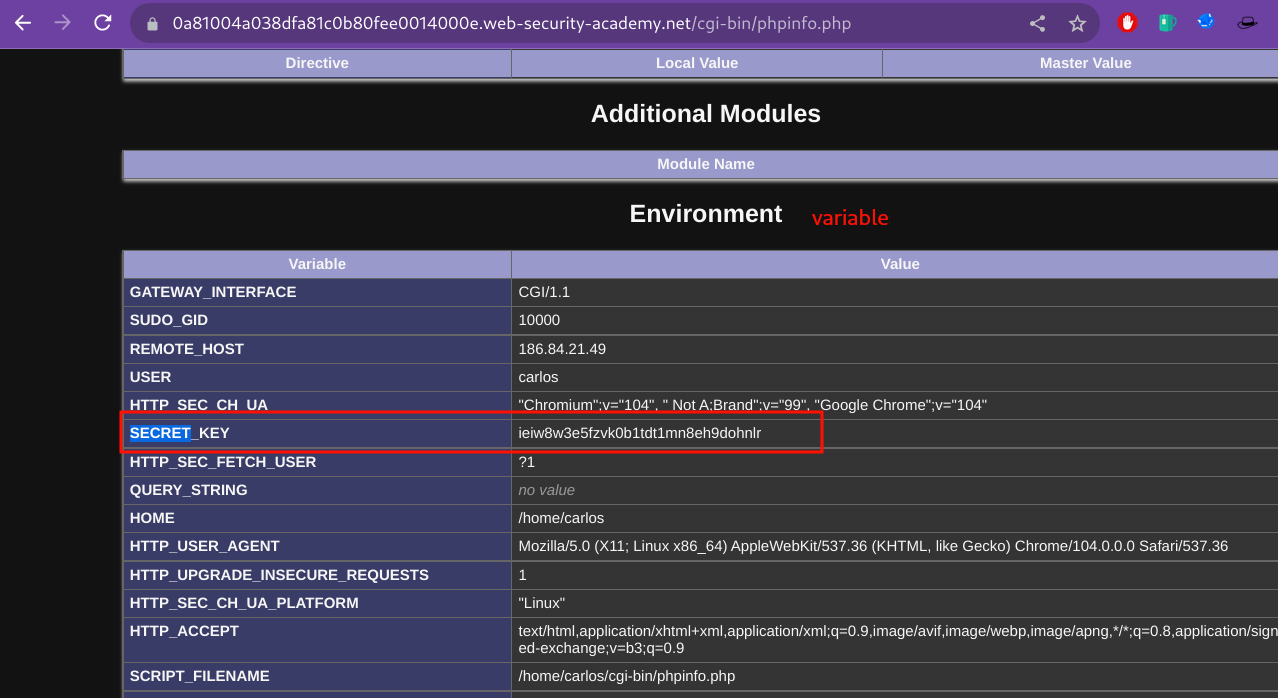 0a81004a038dfa81c0b80fee0014000e.web-security-academy.net/cgi-bin/phpinfo.php
Directive Local Value Master Value
Additional Modules
Module Name
Environment variable
Variable Value
GATEWAY_INTERFACE CGI/1.1
SUDO_GID 10000
REMOTE_HOST 186.84.21.49
USER carlos
HTTP_SEC_CH_UA "Chromium";v="104", " Not A;Brand";v="99", "Google Chrome";v="104"
SECRET_KEY ieiw8w3e5fzvk0b1tdt1mn8eh9dohnlr
HTTP_SEC_FETCH_USER ?1
QUERY_STRING no value
HOME /home/carlos
HTTP_USER_AGENT Mozilla/5.0 (X11; Linux x86_64) AppleWebKit/537.36 (KHTML, like Gecko) Chrome/104.0.0.0 Safari/537.36
HTTP_UPGRADE_INSECURE_REQUESTS 1
HTTP_SEC_CH_UA_PLATFORM "Linux"
HTTP_ACCEPT text/html,application/xhtml+xml,application/xml;q=0.9,image/avif,image/webp,image/apng,*/*;q=0.8,application/sign
ed-exchange;v=b3;q=0.9
SCRIPT_FILENAME /home/carlos/cgi-bin/phpinfo.php